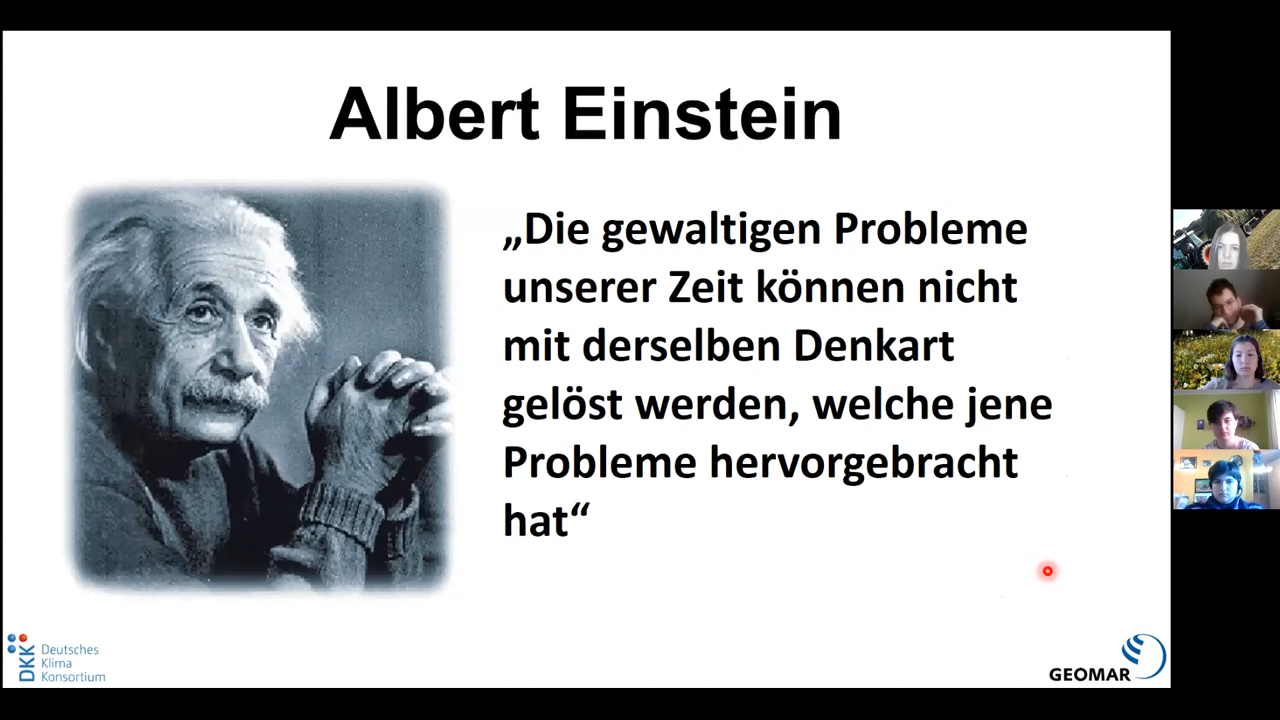 Albert Einstein
„Die gewaltigen Probleme
unserer Zeit können nicht
mit derselben Denkart
gelöst werden, welche jene
Probleme hervorgebracht
hat“
DKK
Deutsches
Klima
Konsortium
GEOMAR